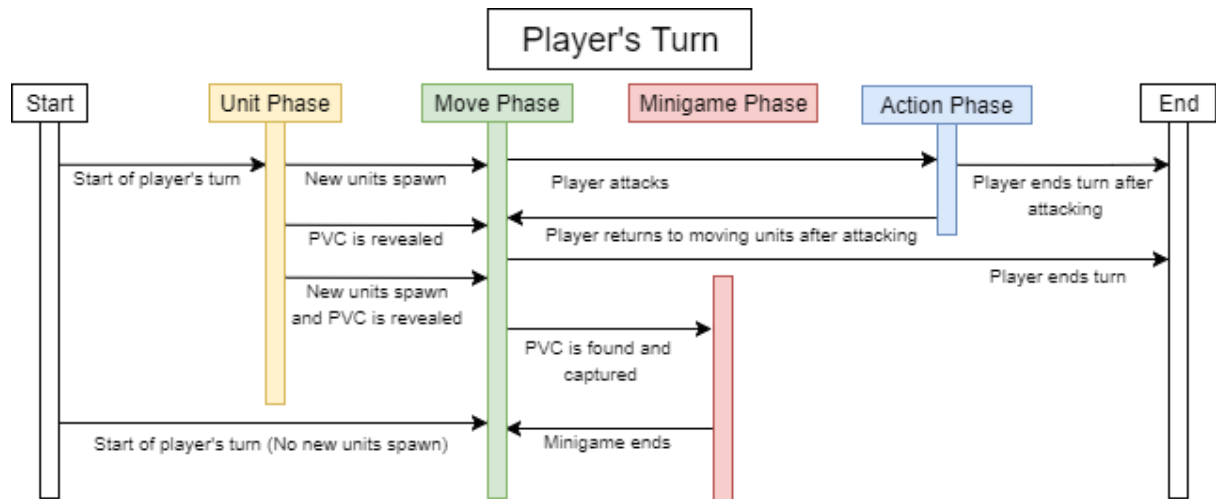 Player's Turn
Start
Unit Phase
Move Phase
Minigame Phase
Action Phase
End
Start of player's turn
New units spawn
Player attacks
Player ends turn after
attacking
PVC is revealed
Player returns to moving units after attacking
Player ends turn
New units spawn
and PVC is revealed
PVC is found and
captured
Start of player's turn (No new units spawn)
Minigame ends